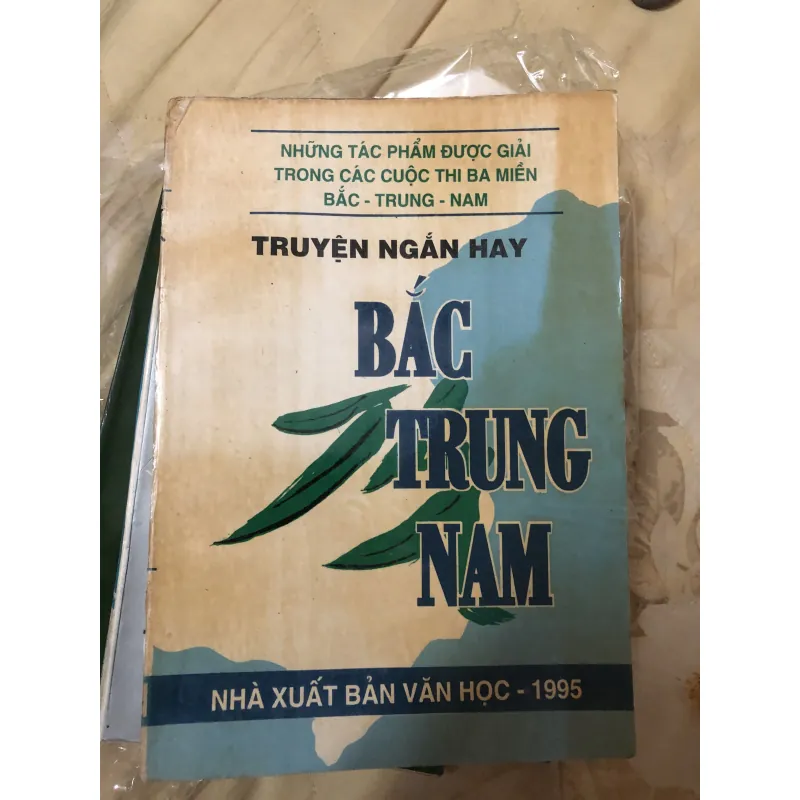 NHỮNG TÁC PHẨM ĐƯỢC GIẢI
TRONG CÁC CUỘC THI BA MIỀN
BẮC - TRUNG - NAM
TRUYỆN NGẮN HAY
BẮC
TRUNG
NAM
NHÀ XUẤT BẢN VĂN HỌC - 1995